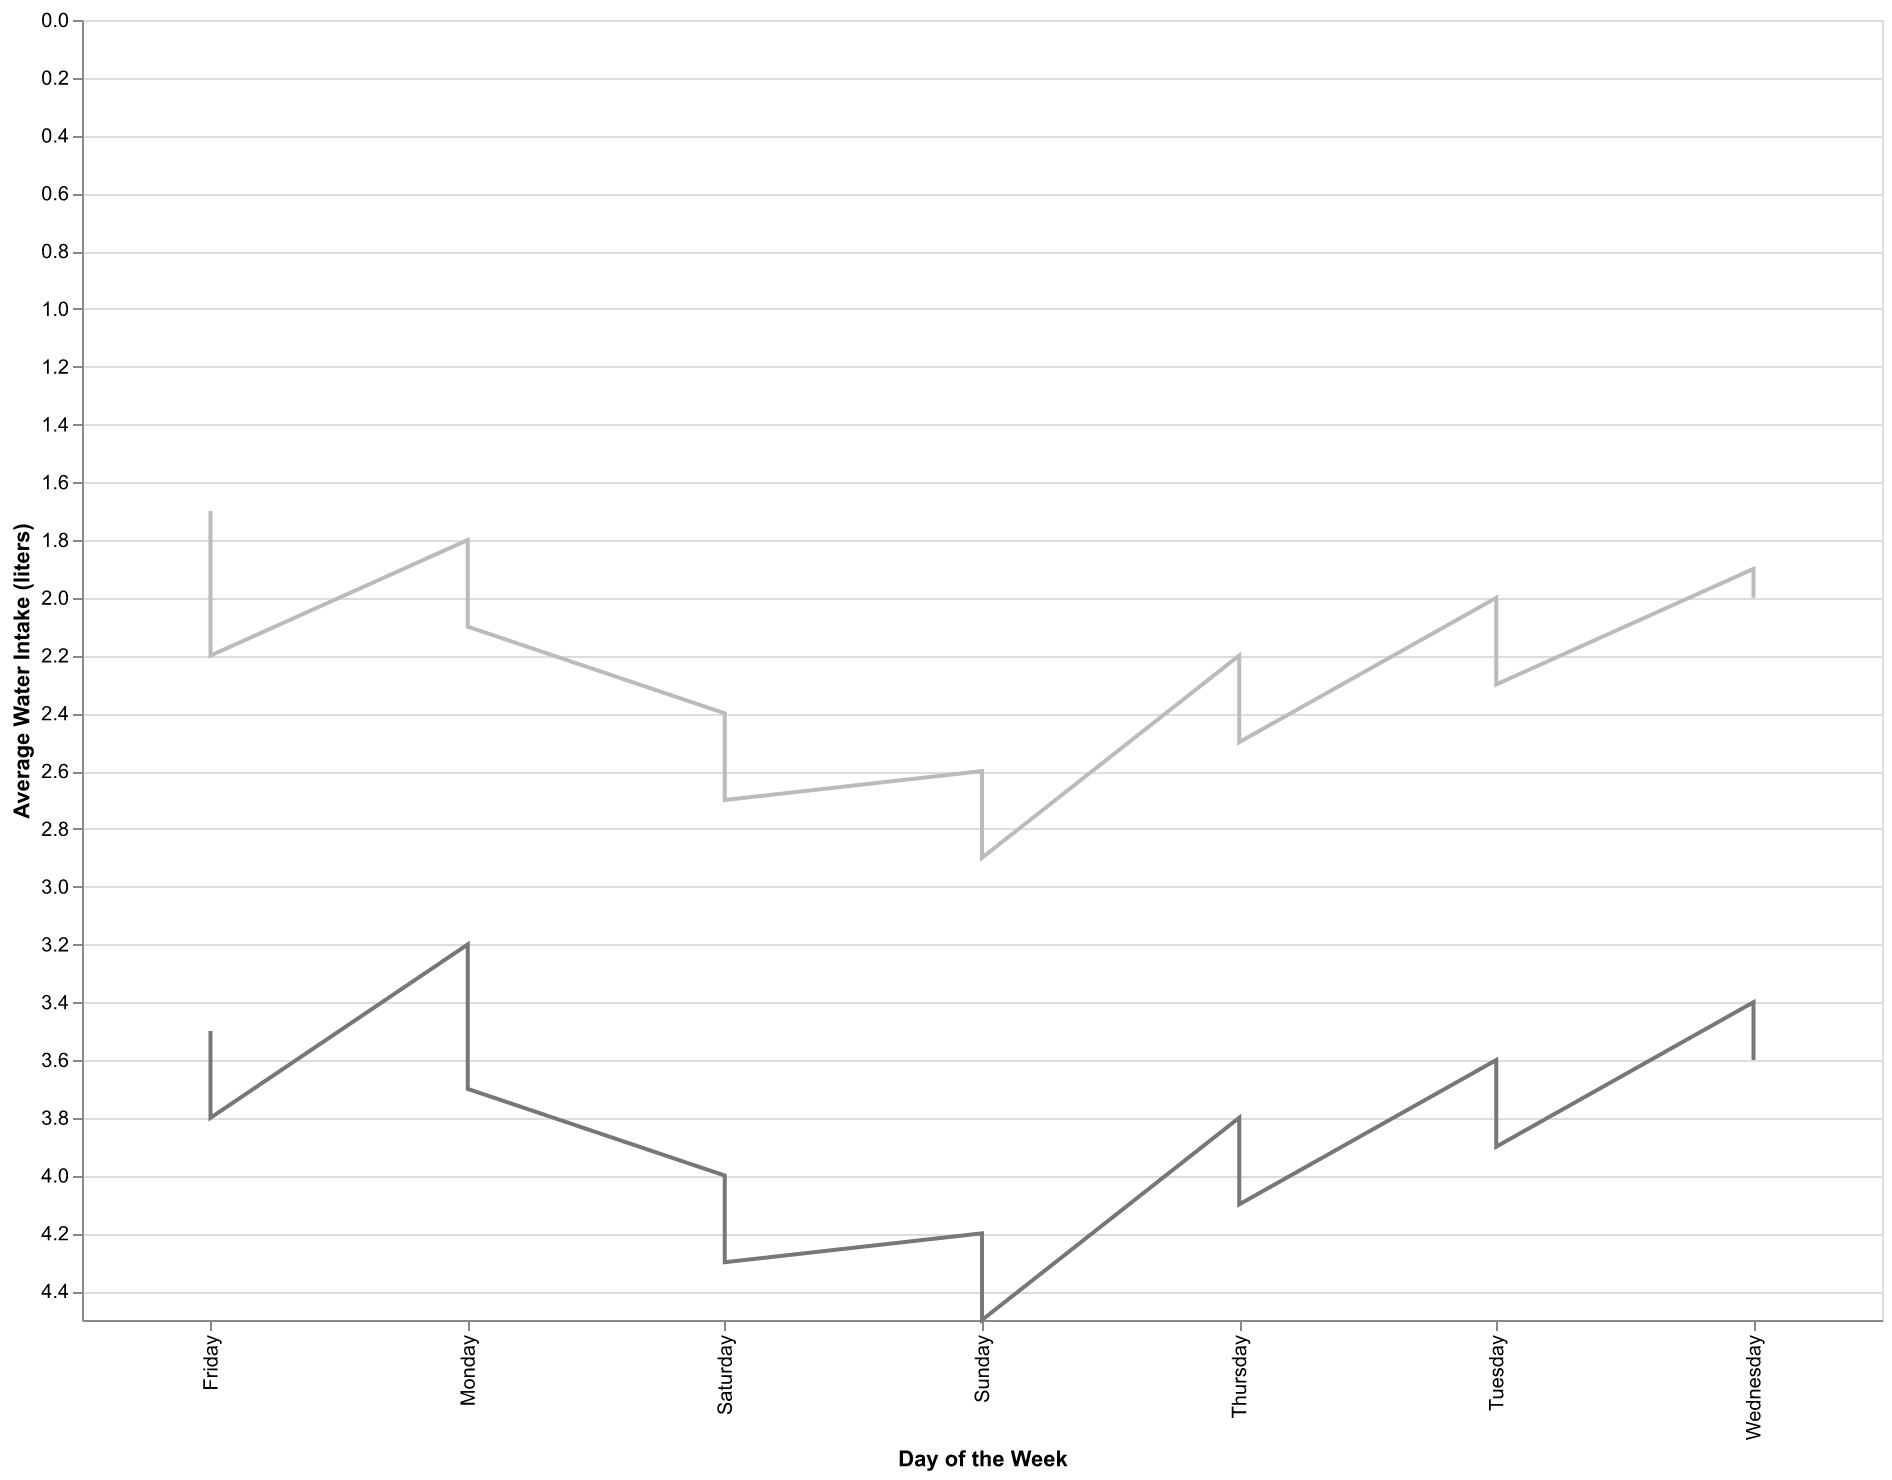 0.0
0.2
0.4
0.6
0.8
1.0
1.2
1.4
1.6
1.8
2.0
2.2
2.4
2.6
2.8
3.0
3.2
3.4
3.6
3.8
4.0
4.2
4.4
Average Water Intake (liters)
Friday
Monday
Saturday
Sunday
Thursday
Tuesday
Wednesday
Day of the Week